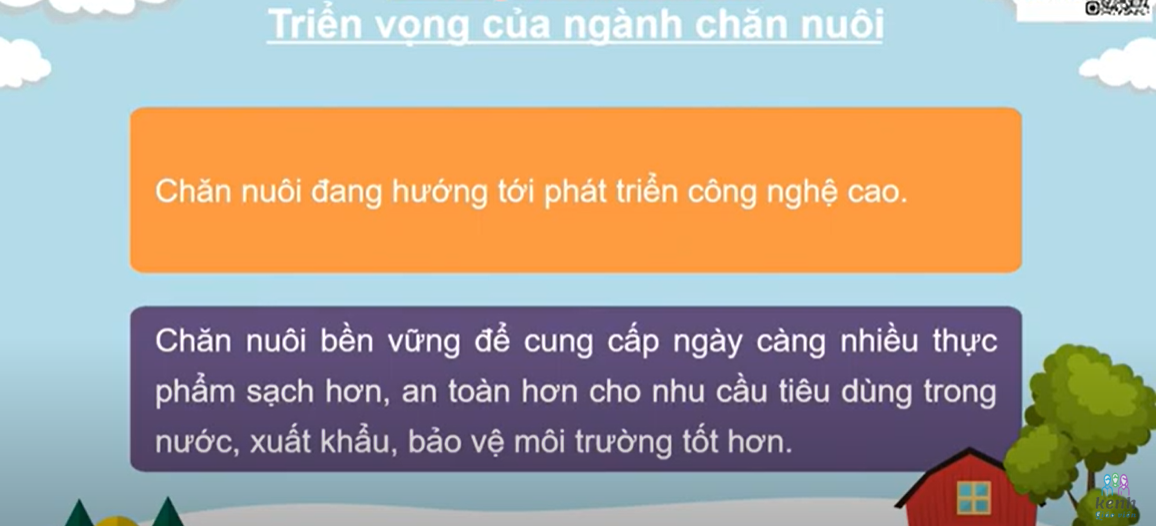 Triển vọng của ngành chăn nuôi
Chăn nuôi đang hướng tới phát triển công nghệ cao.
Chăn nuôi bền vững để cung cấp ngày càng nhiều thực
phẩm sạch hơn, an toàn hơn cho nhu cầu tiêu dùng trong
nước, xuất khẩu, bảo vệ môi trường tốt hơn.
kênh